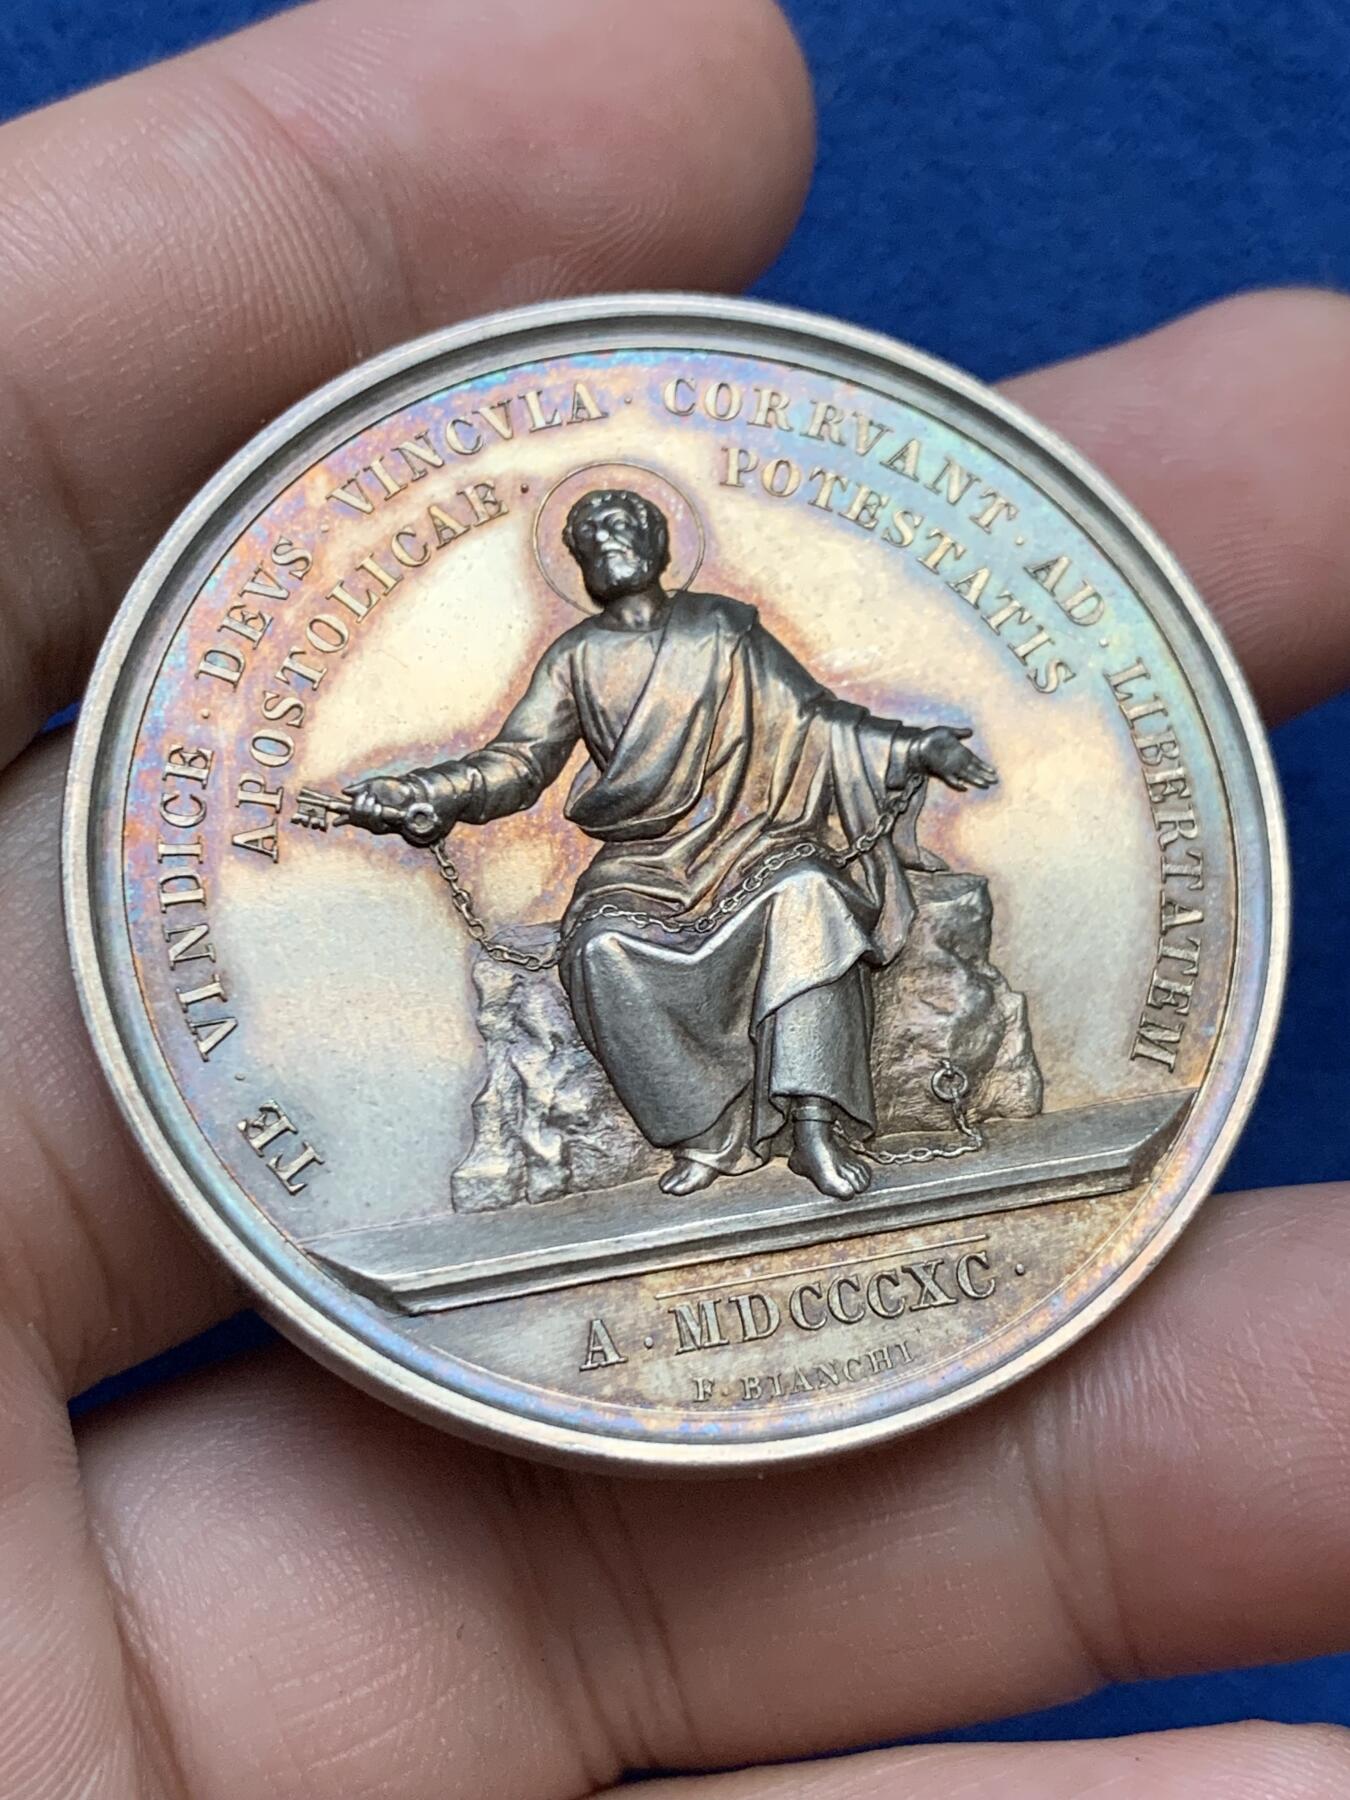 TE · VINDICE · DEVS · VINCVLA · CORRVANT · AD · LIBERTATEM
APOSTOLICAE · POTESTATIS
A · MDCCCXC ·
F · BIANCHI